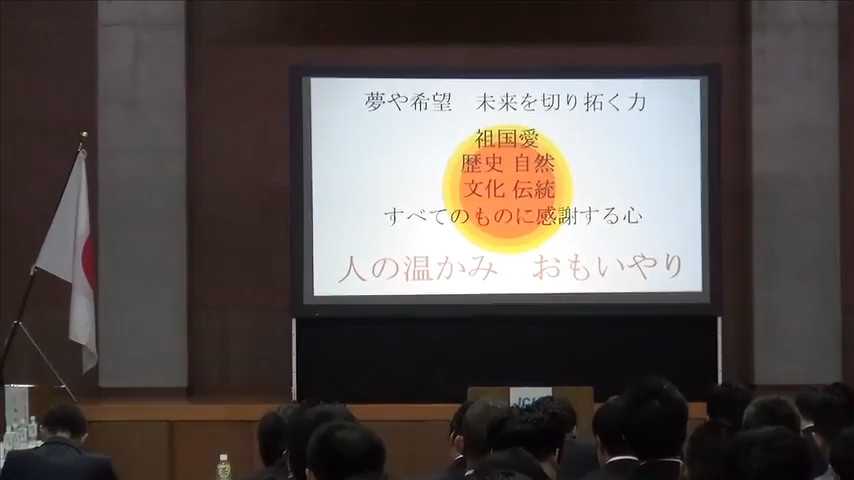 夢や希望　未来を切り拓く力
祖国愛
歴史 自然
文化 伝統
すべてのものに感謝する心
人の温かみ　おもいやり